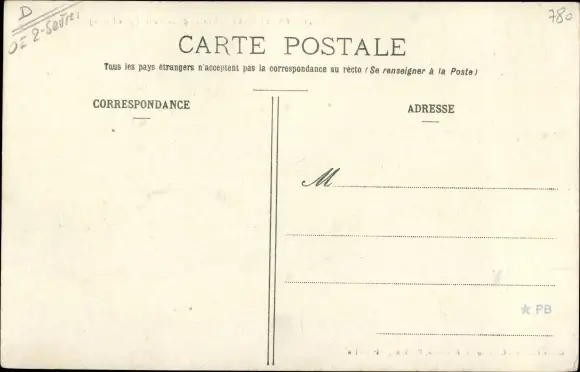 D
2-Sèvres
780
CARTE POSTALE
Tous les pays étrangers n'acceptent pas la correspondance au recto (Se renseigner à la Poste)
CORRESPONDANCE
ADRESSE
M
PB